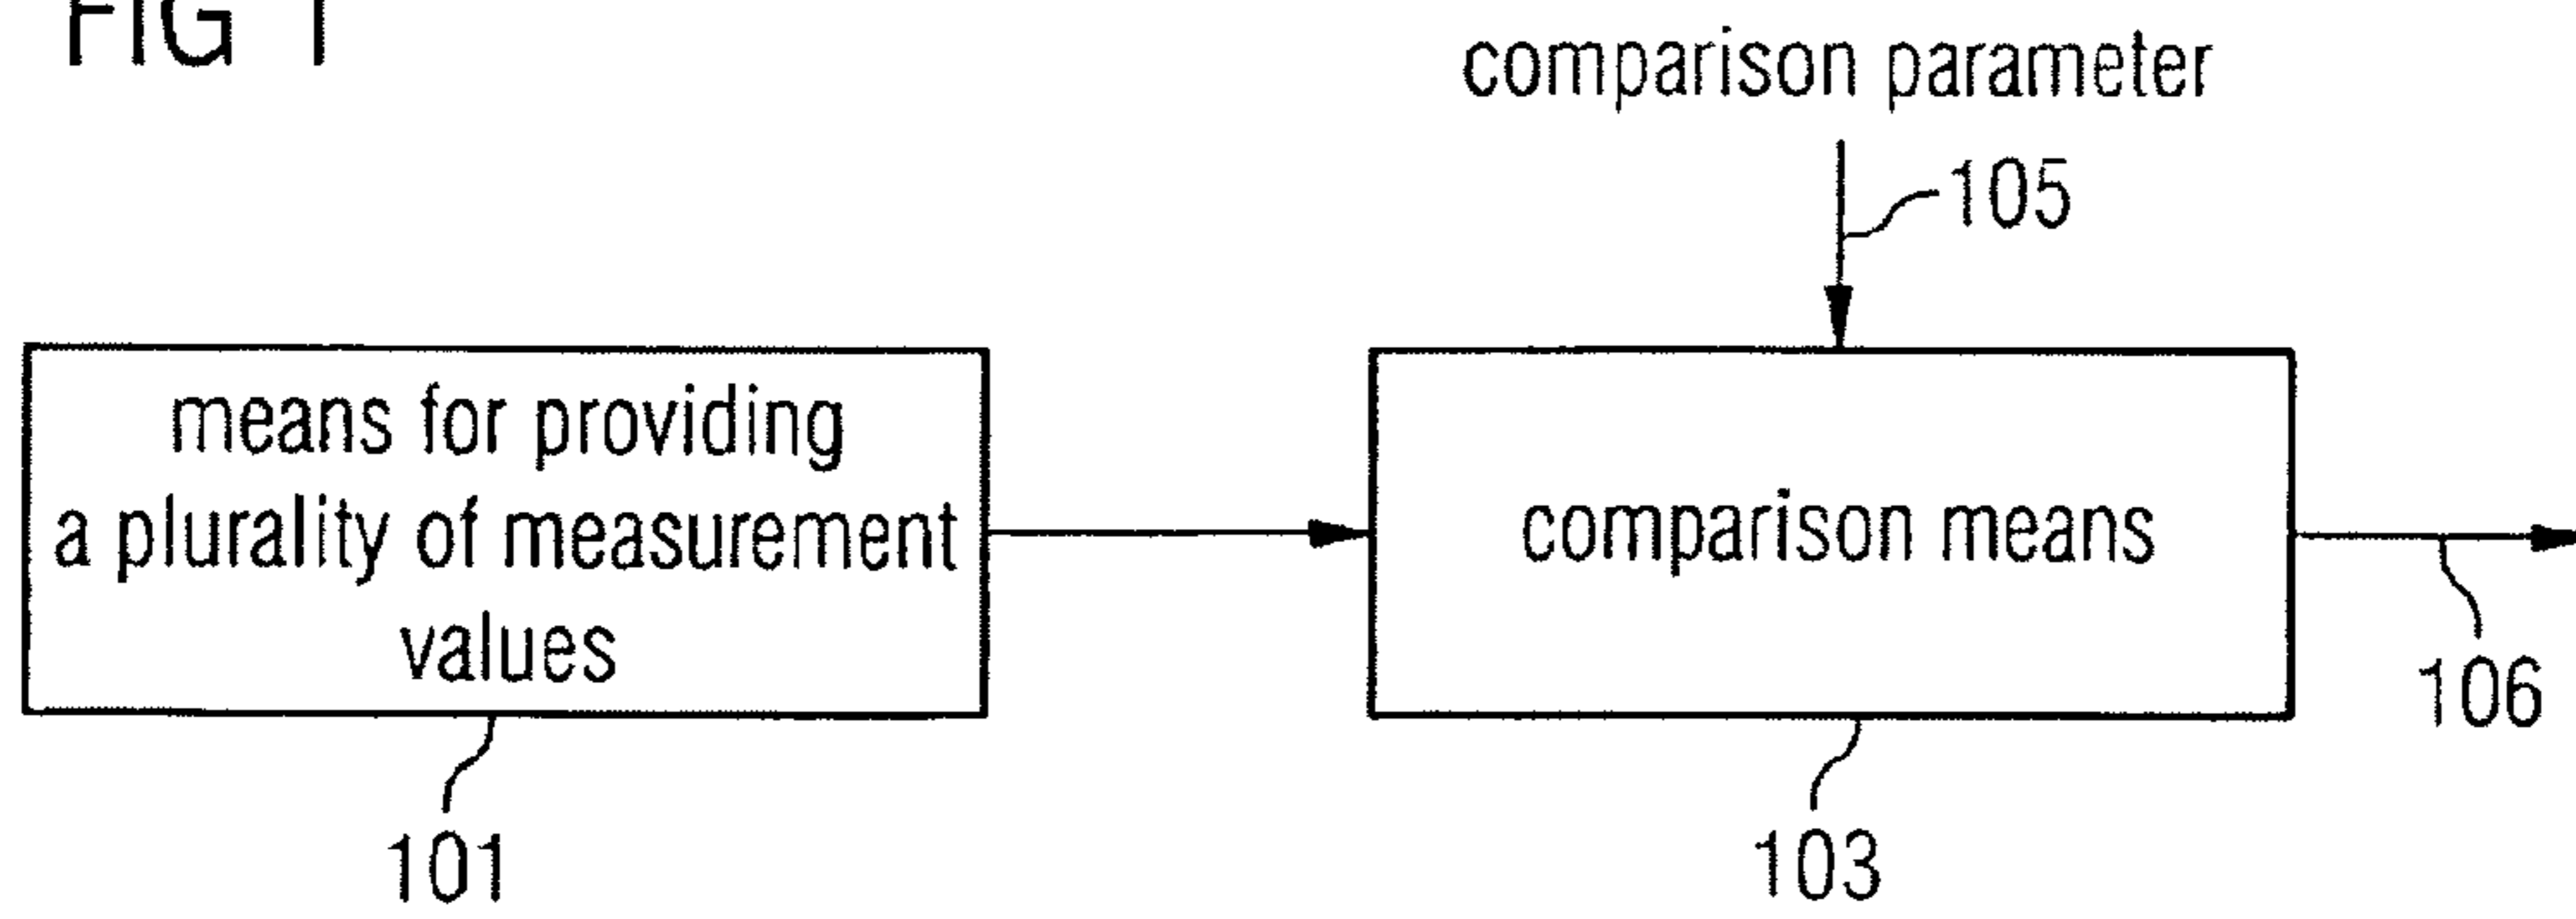 FIG 1
comparison parameter
105
means for providing
a plurality of measurement
values
comparison means
106
101
103